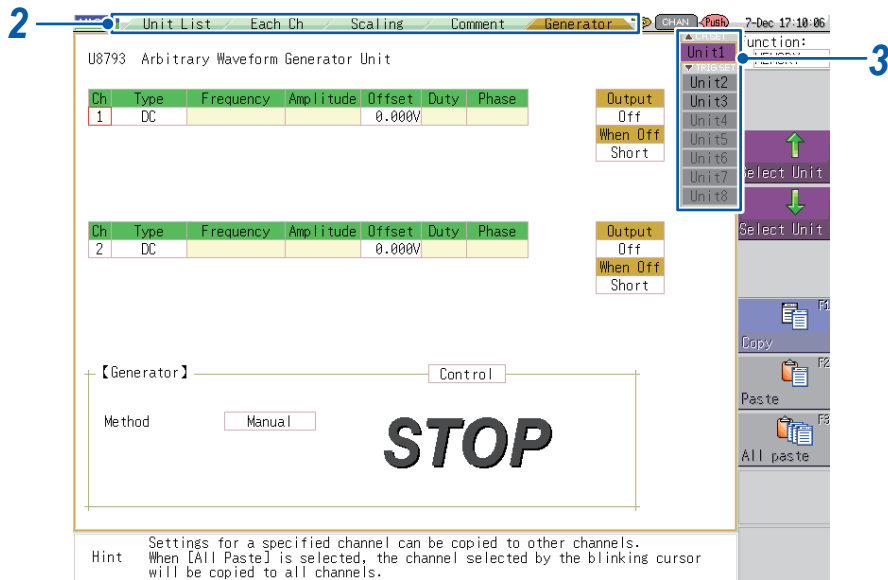 2
Unit List Each Ch Scaling Comment Generator CHAN Push 7-Dec 17:10:06
3
Unit1
TRIG SET
Unit2
Unit3
Unit4
Unit5
Unit6
Unit7
Unit8
U8793 Arbitrary Waveform Generator Unit
Ch Type Frequency Amplitude Offset Duty Phase
1 DC 0.000V
Output
Off
When Off
Short
Ch Type Frequency Amplitude Offset Duty Phase
2 DC 0.000V
Output
Off
When Off
Short
Select Unit
Select Unit
F1
Copy
F2
Paste
F3
All paste
【Generator】 Control
Method Manual
STOP
Hint Settings for a specified channel can be copied to other channels.
When [All Paste] is selected, the channel selected by the blinking cursor
will be copied to all channels.